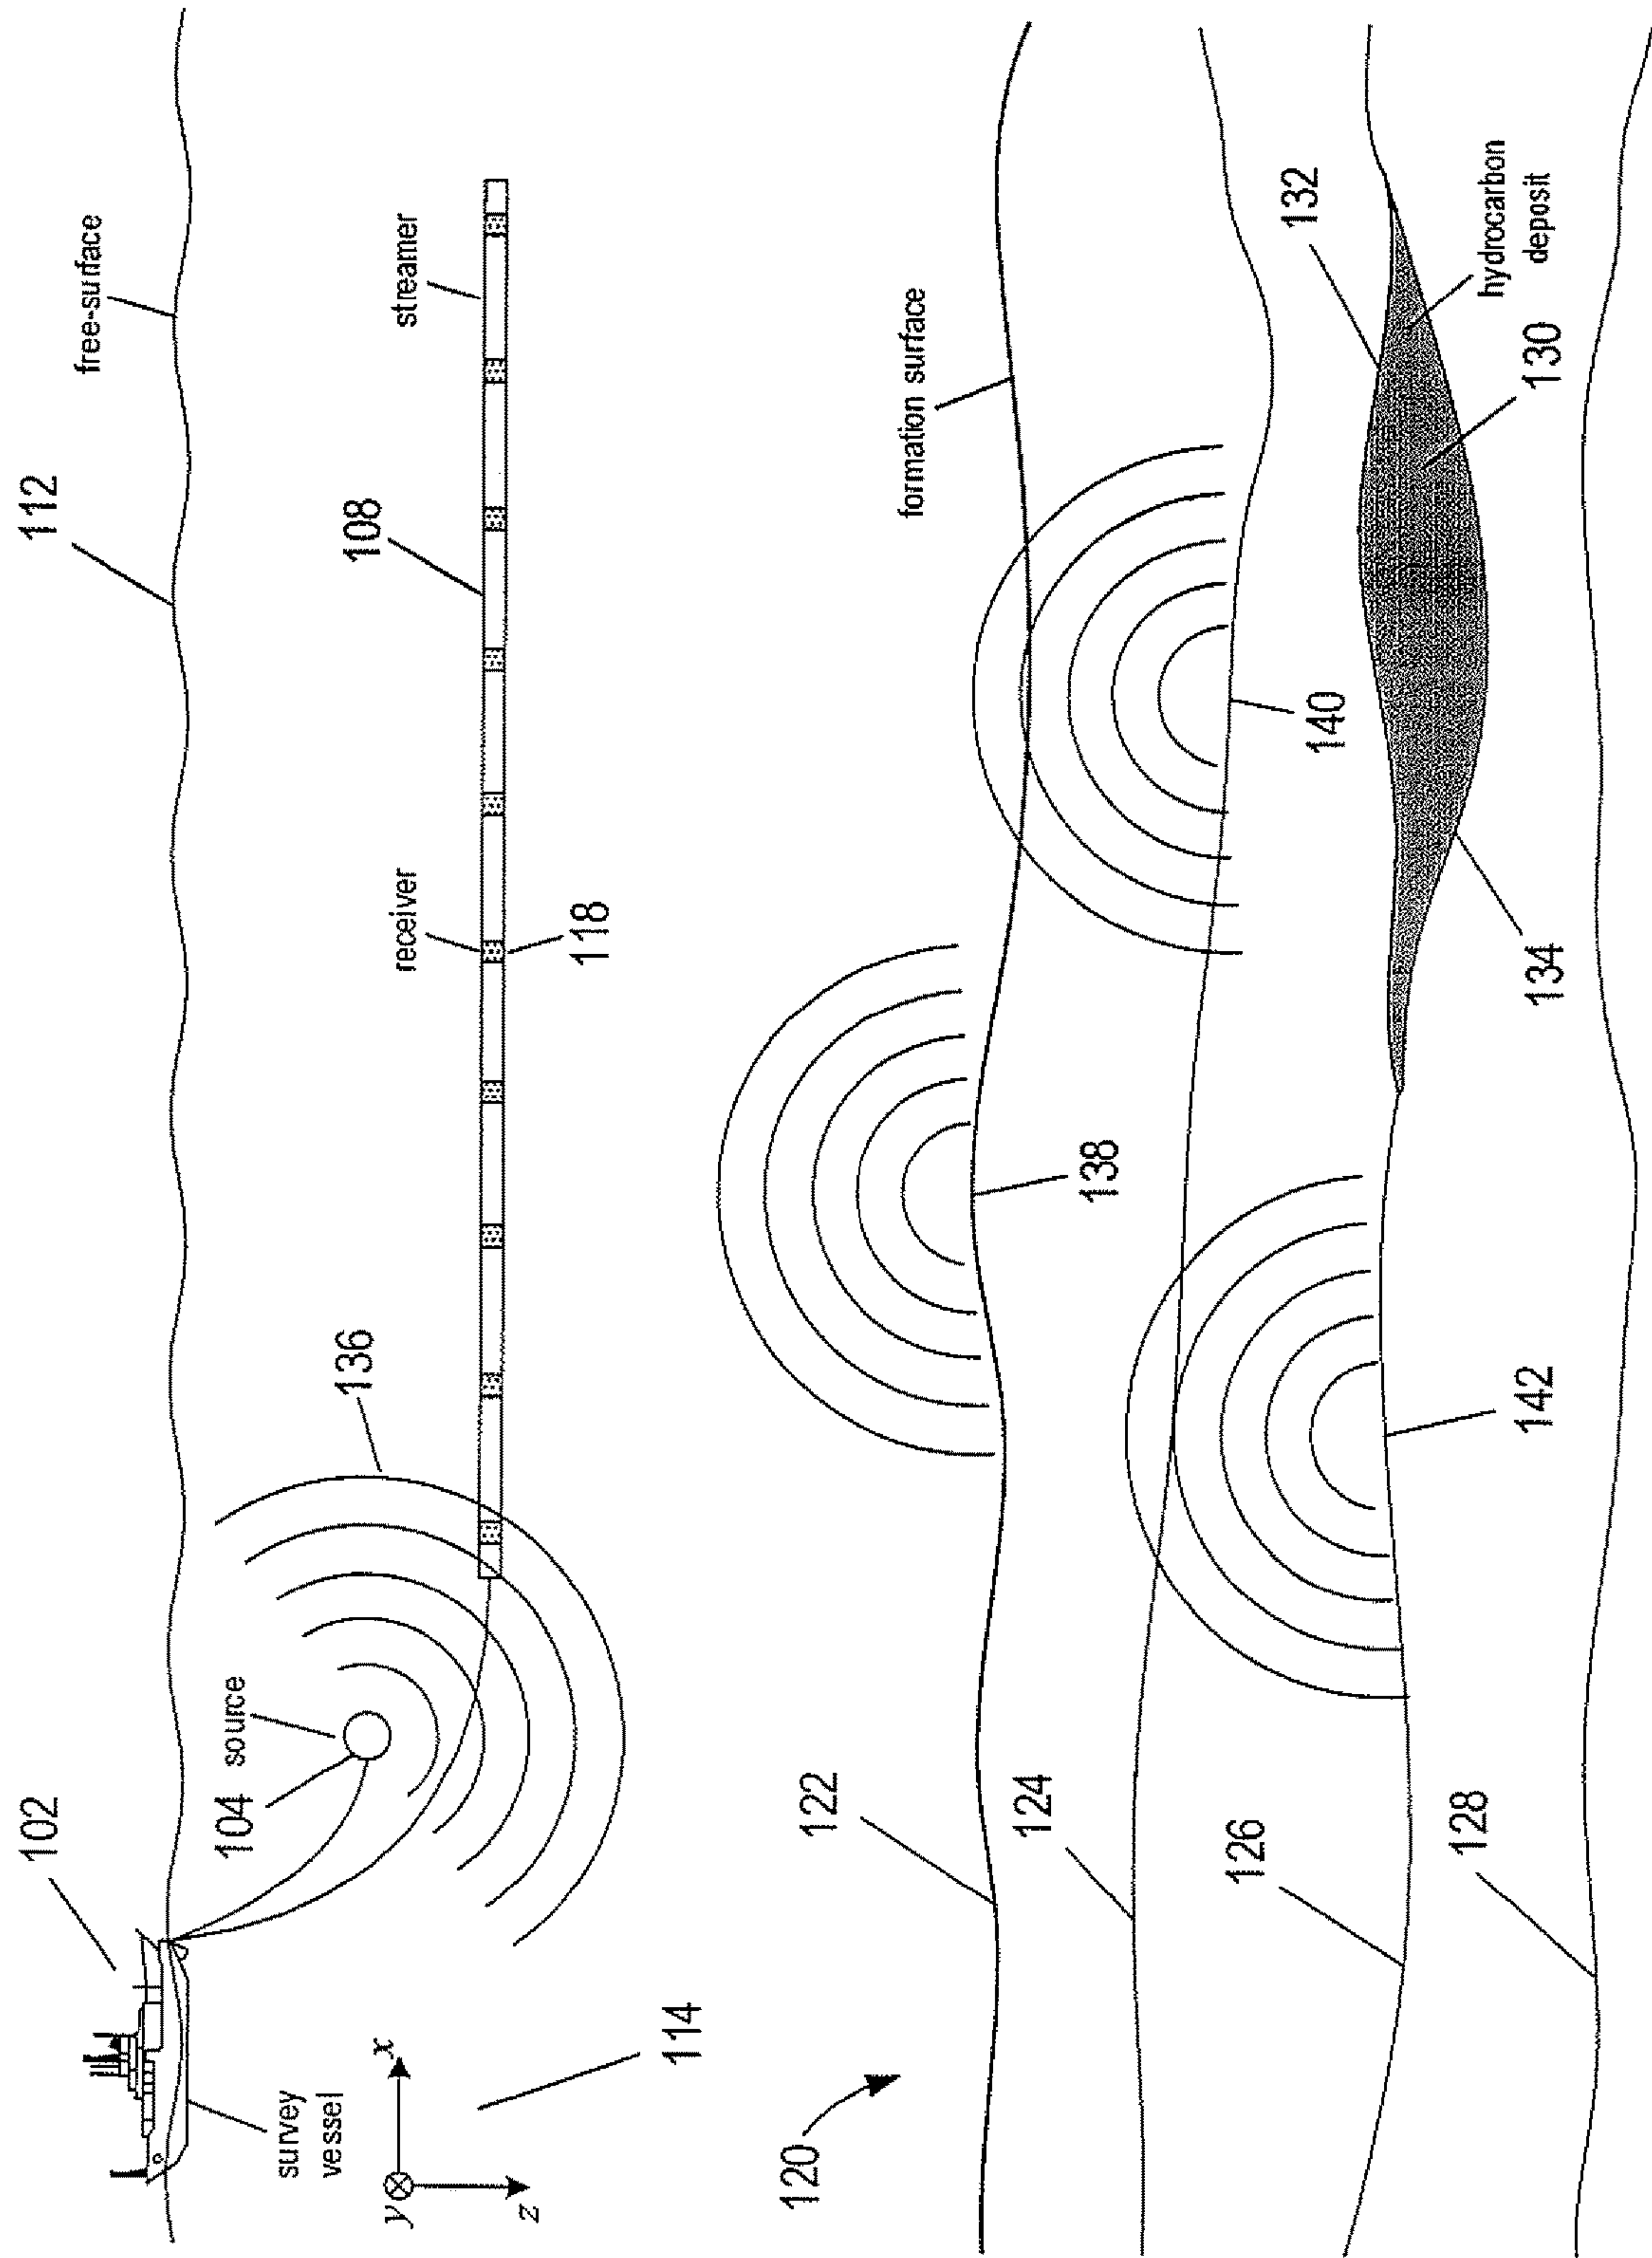 102
112
free-surface
survey
vessel
104
source
136
108
streamer
receiver
118
y
x
z
114
120
122
124
126
128
138
formation surface
140
142
132
hydrocarbon
deposit
130
134